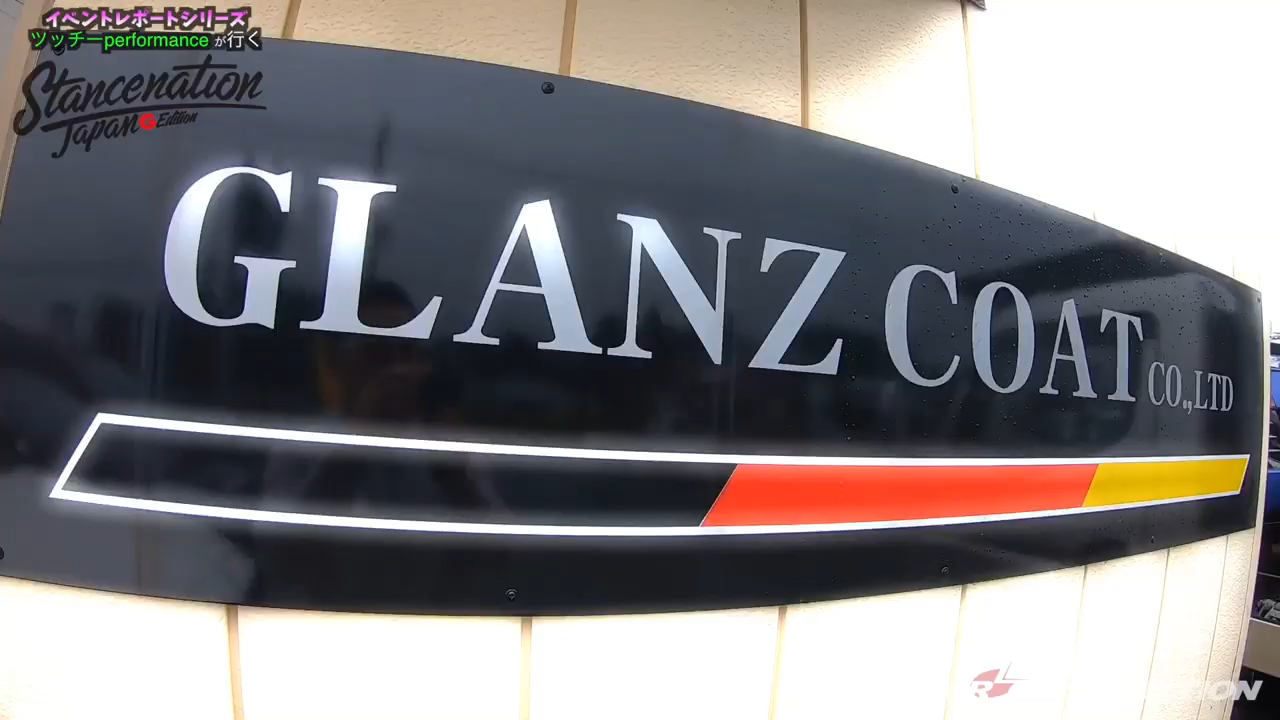 イベントレポートシリーズ
ツッチーperformance が行く
Stancenation
Japan G Edition
GLANZ COAT CO.,LTD